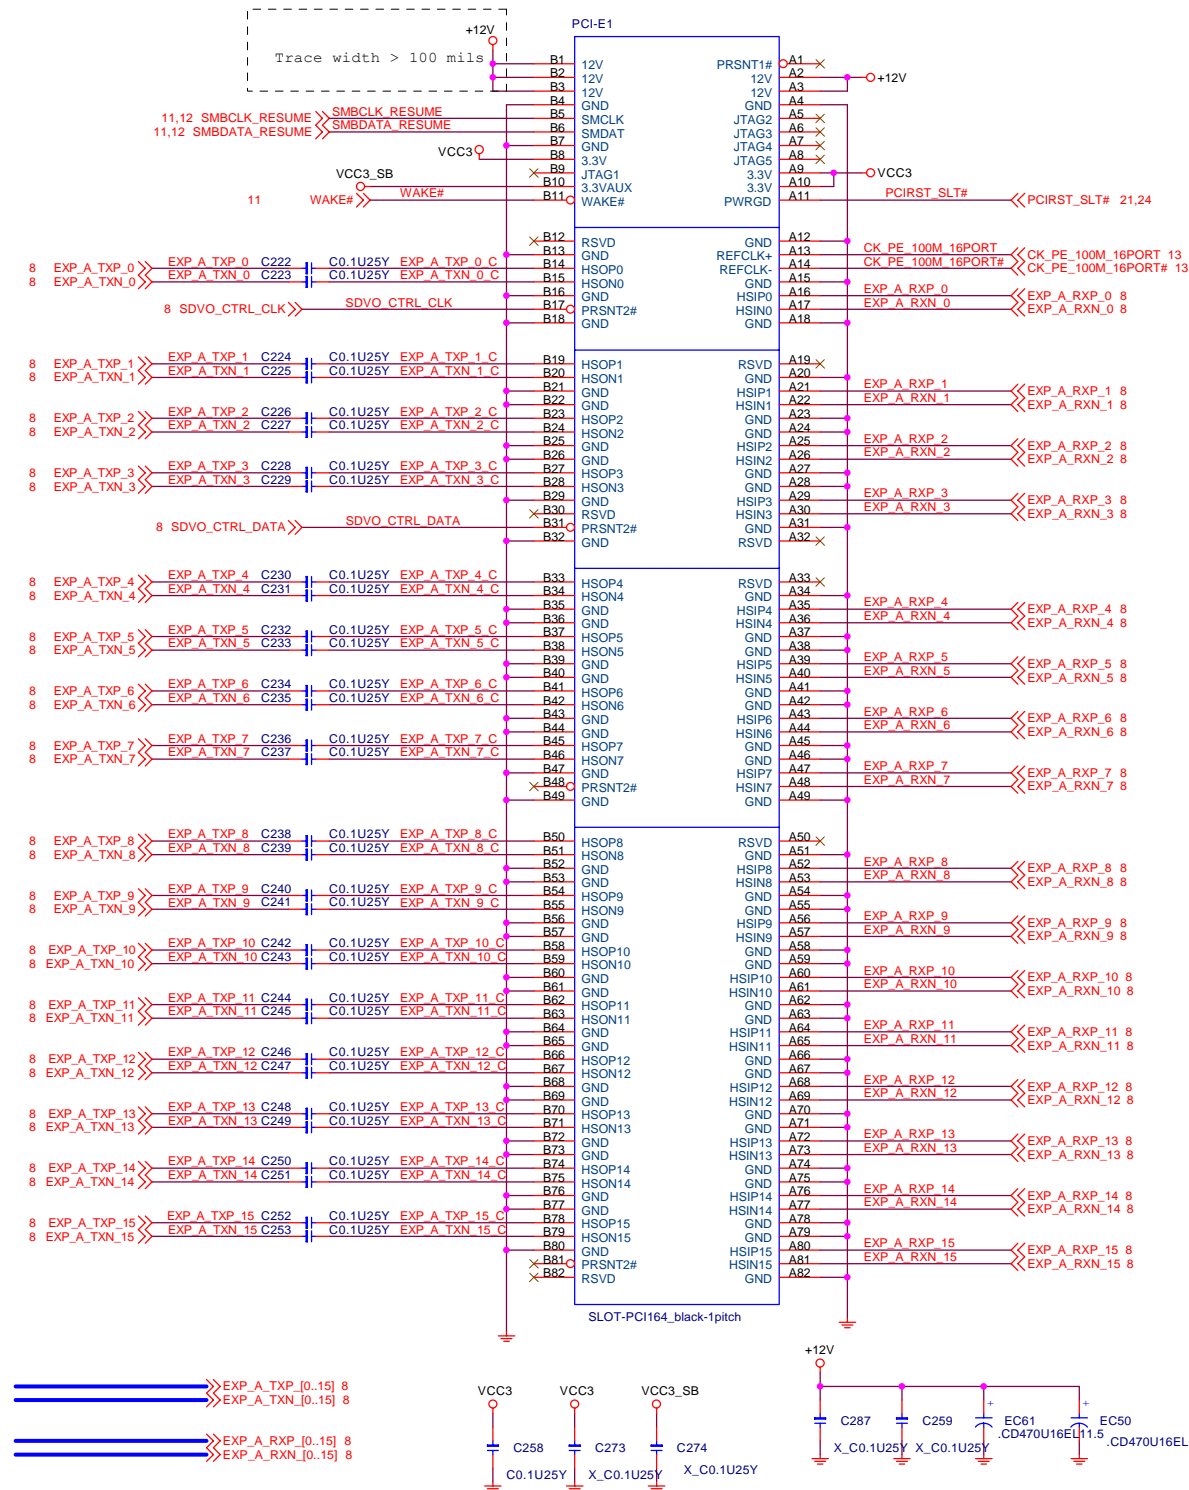 PCI-E1
+12V
Trace width > 100 mils
B1 12V PRSNT1# A1
B2 12V 12V A2 +12V
B3 12V 12V A3
B4 GND GND A4
11,12 SMBCLK_RESUME SMBCLK_RESUME B5 SMCLK JTAG2 A5
11,12 SMBDATA_RESUME SMBDATA_RESUME B6 SMDAT JTAG3 A6
B7 GND JTAG4 A7
VCC3 B8 3.3V JTAG5 A8
B9 JTAG1 3.3V A9 VCC3
VCC3_SB B10 3.3VAUX 3.3V A10
11 WAKE# WAKE# B11 WAKE# PWRGD A11 PCIRST_SLT# PCIRST_SLT# 21,24
B12 RSVD GND A12
B13 GND REFCLK+ A13 CK_PE_100M_16PORT CK_PE_100M_16PORT 13
8 EXP_A_TXP_0 EXP_A_TXP_0 C222 C0.1U25Y EXP_A_TXP_0_C B14 HSOP0 REFCLK- A14 CK_PE_100M_16PORT# CK_PE_100M_16PORT# 13
8 EXP_A_TXN_0 EXP_A_TXN_0 C223 C0.1U25Y EXP_A_TXN_0_C B15 HSON0 GND A15
B16 GND HSIP0 A16 EXP_A_RXP_0 EXP_A_RXP_0 8
8 SDVO_CTRL_CLK SDVO_CTRL_CLK B17 PRSNT2# HSIN0 A17 EXP_A_RXN_0 EXP_A_RXN_0 8
B18 GND GND A18
8 EXP_A_TXP_1 EXP_A_TXP_1 C224 C0.1U25Y EXP_A_TXP_1_C B19 HSOP1 RSVD A19
8 EXP_A_TXN_1 EXP_A_TXN_1 C225 C0.1U25Y EXP_A_TXN_1_C B20 HSON1 GND A20
B21 GND HSIP1 A21 EXP_A_RXP_1 EXP_A_RXP_1 8
B22 GND HSIN1 A22 EXP_A_RXN_1 EXP_A_RXN_1 8
8 EXP_A_TXP_2 EXP_A_TXP_2 C226 C0.1U25Y EXP_A_TXP_2_C B23 HSOP2 GND A23
8 EXP_A_TXN_2 EXP_A_TXN_2 C227 C0.1U25Y EXP_A_TXN_2_C B24 HSON2 GND A24
B25 GND HSIP2 A25 EXP_A_RXP_2 EXP_A_RXP_2 8
B26 GND HSIN2 A26 EXP_A_RXN_2 EXP_A_RXN_2 8
8 EXP_A_TXP_3 EXP_A_TXP_3 C228 C0.1U25Y EXP_A_TXP_3_C B27 HSOP3 GND A27
8 EXP_A_TXN_3 EXP_A_TXN_3 C229 C0.1U25Y EXP_A_TXN_3_C B28 HSON3 GND A28
B29 GND HSIP3 A29 EXP_A_RXP_3 EXP_A_RXP_3 8
B30 RSVD HSIN3 A30 EXP_A_RXN_3 EXP_A_RXN_3 8
8 SDVO_CTRL_DATA SDVO_CTRL_DATA B31 PRSNT2# GND A31
B32 GND RSVD A32
8 EXP_A_TXP_4 EXP_A_TXP_4 C230 C0.1U25Y EXP_A_TXP_4_C B33 HSOP4 RSVD A33
8 EXP_A_TXN_4 EXP_A_TXN_4 C231 C0.1U25Y EXP_A_TXN_4_C B34 HSON4 GND A34
B35 GND HSIP4 A35 EXP_A_RXP_4 EXP_A_RXP_4 8
B36 GND HSIN4 A36 EXP_A_RXN_4 EXP_A_RXN_4 8
8 EXP_A_TXP_5 EXP_A_TXP_5 C232 C0.1U25Y EXP_A_TXP_5_C B37 HSOP5 GND A37
8 EXP_A_TXN_5 EXP_A_TXN_5 C233 C0.1U25Y EXP_A_TXN_5_C B38 HSON5 GND A38
B39 GND HSIP5 A39 EXP_A_RXP_5 EXP_A_RXP_5 8
B40 GND HSIN5 A40 EXP_A_RXN_5 EXP_A_RXN_5 8
8 EXP_A_TXP_6 EXP_A_TXP_6 C234 C0.1U25Y EXP_A_TXP_6_C B41 HSOP6 GND A41
8 EXP_A_TXN_6 EXP_A_TXN_6 C235 C0.1U25Y EXP_A_TXN_6_C B42 HSON6 GND A42
B43 GND HSIP6 A43 EXP_A_RXP_6 EXP_A_RXP_6 8
B44 GND HSIN6 A44 EXP_A_RXN_6 EXP_A_RXN_6 8
8 EXP_A_TXP_7 EXP_A_TXP_7 C236 C0.1U25Y EXP_A_TXP_7_C B45 HSOP7 GND A45
8 EXP_A_TXN_7 EXP_A_TXN_7 C237 C0.1U25Y EXP_A_TXN_7_C B46 HSON7 GND A46
B47 GND HSIP7 A47 EXP_A_RXP_7 EXP_A_RXP_7 8
B48 PRSNT2# HSIN7 A48 EXP_A_RXN_7 EXP_A_RXN_7 8
B49 GND GND A49
8 EXP_A_TXP_8 EXP_A_TXP_8 C238 C0.1U25Y EXP_A_TXP_8_C B50 HSOP8 RSVD A50
8 EXP_A_TXN_8 EXP_A_TXN_8 C239 C0.1U25Y EXP_A_TXN_8_C B51 HSON8 GND A51
B52 GND HSIP8 A52 EXP_A_RXP_8 EXP_A_RXP_8 8
B53 GND HSIN8 A53 EXP_A_RXN_8 EXP_A_RXN_8 8
8 EXP_A_TXP_9 EXP_A_TXP_9 C240 C0.1U25Y EXP_A_TXP_9_C B54 HSOP9 GND A54
8 EXP_A_TXN_9 EXP_A_TXN_9 C241 C0.1U25Y EXP_A_TXN_9_C B55 HSON9 GND A55
B56 GND HSIP9 A56 EXP_A_RXP_9 EXP_A_RXP_9 8
B57 GND HSIN9 A57 EXP_A_RXN_9 EXP_A_RXN_9 8
8 EXP_A_TXP_10 EXP_A_TXP_10 C242 C0.1U25Y EXP_A_TXP_10_C B58 HSOP10 GND A58
8 EXP_A_TXN_10 EXP_A_TXN_10 C243 C0.1U25Y EXP_A_TXN_10_C B59 HSON10 GND A59
B60 GND HSIP10 A60 EXP_A_RXP_10 EXP_A_RXP_10 8
B61 GND HSIN10 A61 EXP_A_RXN_10 EXP_A_RXN_10 8
8 EXP_A_TXP_11 EXP_A_TXP_11 C244 C0.1U25Y EXP_A_TXP_11_C B62 HSOP11 GND A62
8 EXP_A_TXN_11 EXP_A_TXN_11 C245 C0.1U25Y EXP_A_TXN_11_C B63 HSON11 GND A63
B64 GND HSIP11 A64 EXP_A_RXP_11 EXP_A_RXP_11 8
B65 GND HSIN11 A65 EXP_A_RXN_11 EXP_A_RXN_11 8
8 EXP_A_TXP_12 EXP_A_TXP_12 C246 C0.1U25Y EXP_A_TXP_12_C B66 HSOP12 GND A66
8 EXP_A_TXN_12 EXP_A_TXN_12 C247 C0.1U25Y EXP_A_TXN_12_C B67 HSON12 GND A67
B68 GND HSIP12 A68 EXP_A_RXP_12 EXP_A_RXP_12 8
B69 GND HSIN12 A69 EXP_A_RXN_12 EXP_A_RXN_12 8
8 EXP_A_TXP_13 EXP_A_TXP_13 C248 C0.1U25Y EXP_A_TXP_13_C B70 HSOP13 GND A70
8 EXP_A_TXN_13 EXP_A_TXN_13 C249 C0.1U25Y EXP_A_TXN_13_C B71 HSON13 GND A71
B72 GND HSIP13 A72 EXP_A_RXP_13 EXP_A_RXP_13 8
B73 GND HSIN13 A73 EXP_A_RXN_13 EXP_A_RXN_13 8
8 EXP_A_TXP_14 EXP_A_TXP_14 C250 C0.1U25Y EXP_A_TXP_14_C B74 HSOP14 GND A74
8 EXP_A_TXN_14 EXP_A_TXN_14 C251 C0.1U25Y EXP_A_TXN_14_C B75 HSON14 GND A75
B76 GND HSIP14 A76 EXP_A_RXP_14 EXP_A_RXP_14 8
B77 GND HSIN14 A77 EXP_A_RXN_14 EXP_A_RXN_14 8
8 EXP_A_TXP_15 EXP_A_TXP_15 C252 C0.1U25Y EXP_A_TXP_15_C B78 HSOP15 GND A78
8 EXP_A_TXN_15 EXP_A_TXN_15 C253 C0.1U25Y EXP_A_TXN_15_C B79 HSON15 GND A79
B80 GND HSIP15 A80 EXP_A_RXP_15 EXP_A_RXP_15 8
B81 PRSNT2# HSIN15 A81 EXP_A_RXN_15 EXP_A_RXN_15 8
B82 RSVD GND A82
SLOT-PCI164_black-1pitch
EXP_A_TXP_[0..15] 8
EXP_A_TXN_[0..15] 8
EXP_A_RXP_[0..15] 8
EXP_A_RXN_[0..15] 8
VCC3 VCC3 VCC3_SB
C258 C273 C274
C0.1U25Y X_C0.1U25Y X_C0.1U25Y
+12V
+ +
C287 C259 EC61 EC50
.CD470U16EL11.5 .CD470U16EL
X_C0.1U25Y X_C0.1U25Y